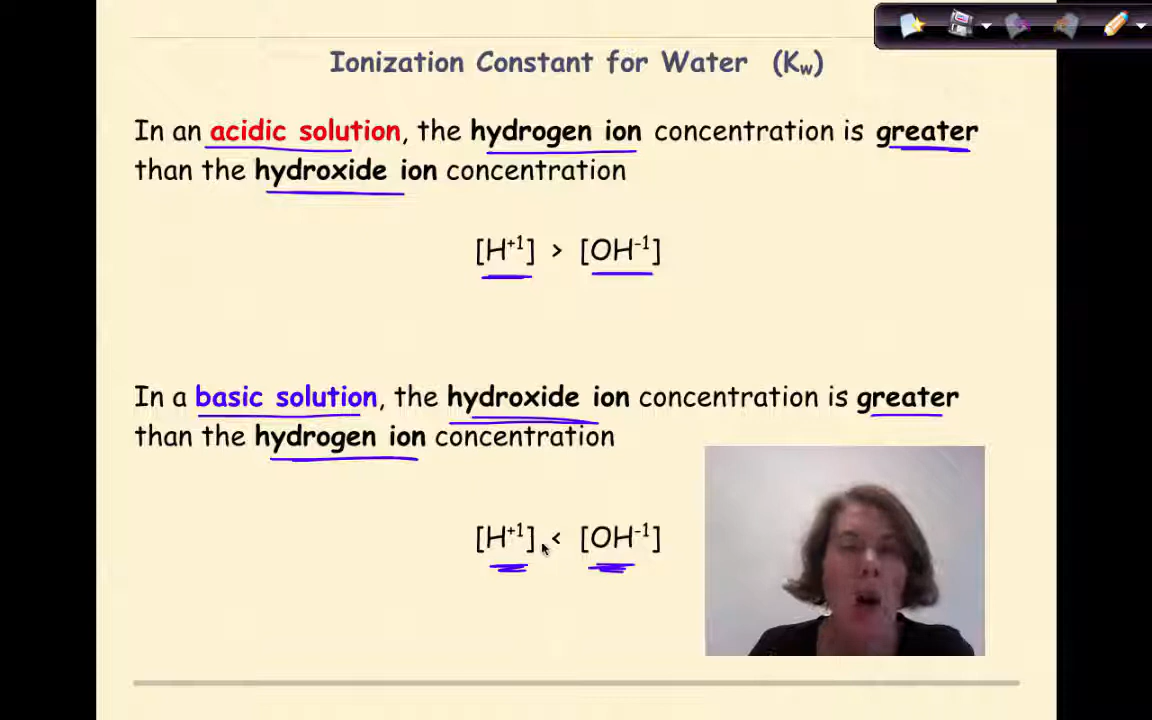 Ionization Constant for Water (Kw)
In an acidic solution, the hydrogen ion concentration is greater
than the hydroxide ion concentration
[H⁺¹] > [OH⁻¹]
In a basic solution, the hydroxide ion concentration is greater
than the hydrogen ion concentration
[H⁺¹] < [OH⁻¹]